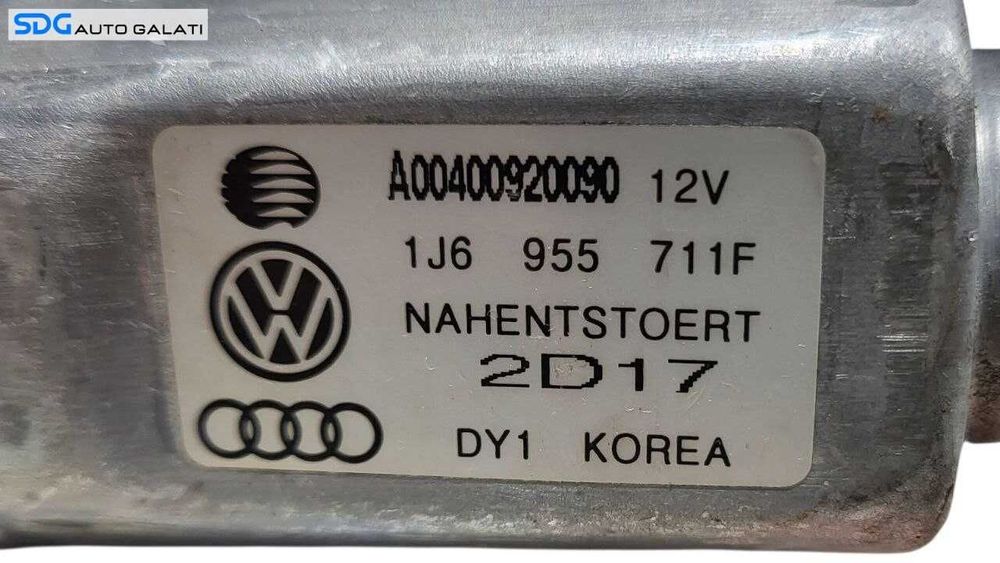 SDG AUTO GALATI
A00400920090 12V
1J6 955 711F
NAHENTSTOERT
2D17
DY1 KOREA